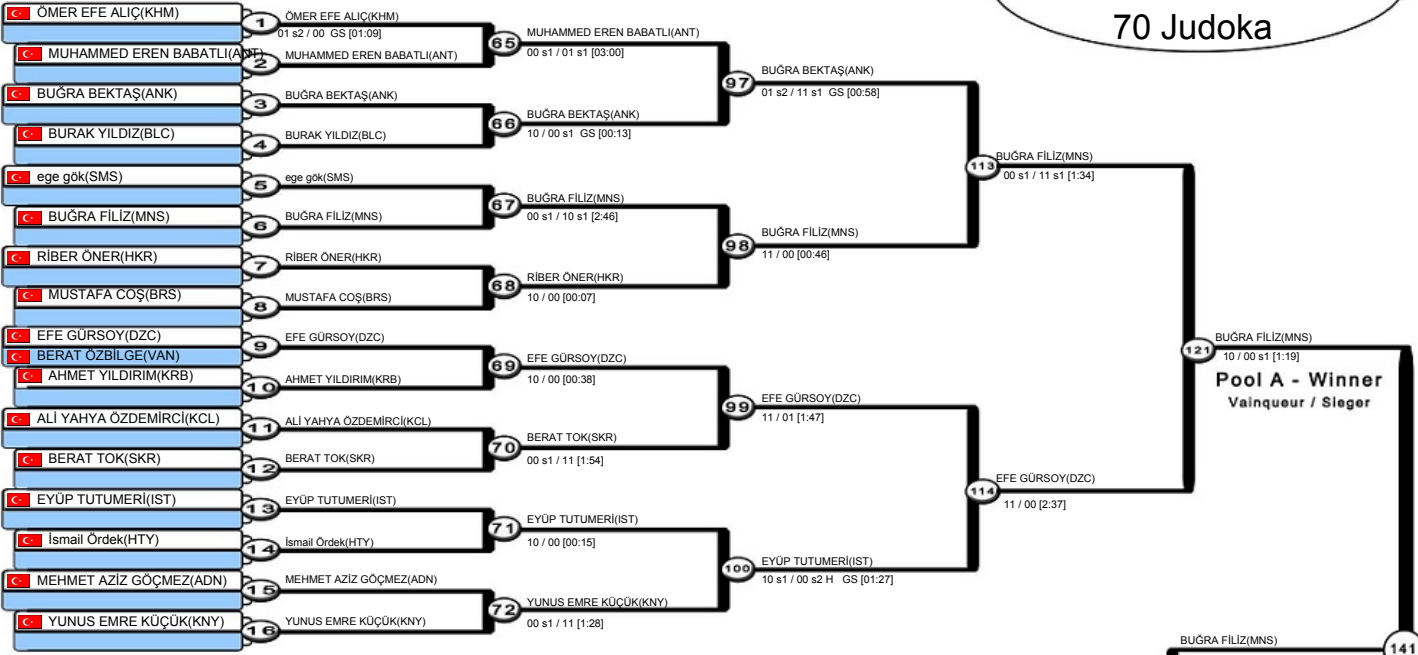 70 Judoka
ÖMER EFE ALIÇ(KHM)
MUHAMMED EREN BABATLI(ANT)
BUĞRA BEKTAŞ(ANK)
BURAK YILDIZ(BLC)
ege gök(SMS)
BUĞRA FİLİZ(MNS)
RİBER ÖNER(HKR)
MUSTAFA COŞ(BRS)
EFE GÜRSOY(DZC)
BERAT ÖZBİLGE(VAN)
AHMET YILDIRIM(KRB)
ALİ YAHYA ÖZDEMİRCİ(KCL)
BERAT TOK(SKR)
EYÜP TUTUMERİ(IST)
İsmail Ördek(HTY)
MEHMET AZİZ GÖÇMEZ(ADN)
YUNUS EMRE KÜÇÜK(KNY)
1
2
3
4
5
6
7
8
9
10
11
12
13
14
15
16
ÖMER EFE ALIÇ(KHM)
01 s2 / 00 GS [01:09]
MUHAMMED EREN BABATLI(ANT)
BUĞRA BEKTAŞ(ANK)
BURAK YILDIZ(BLC)
ege gök(SMS)
BUĞRA FİLİZ(MNS)
RİBER ÖNER(HKR)
MUSTAFA COŞ(BRS)
EFE GÜRSOY(DZC)
AHMET YILDIRIM(KRB)
ALİ YAHYA ÖZDEMİRCİ(KCL)
BERAT TOK(SKR)
EYÜP TUTUMERİ(IST)
İsmail Ördek(HTY)
MEHMET AZİZ GÖÇMEZ(ADN)
YUNUS EMRE KÜÇÜK(KNY)
65
MUHAMMED EREN BABATLI(ANT)
00 s1 / 01 s1 [03:00]
66
BUĞRA BEKTAŞ(ANK)
10 / 00 s1 GS [00:13]
67
BUĞRA FİLİZ(MNS)
00 s1 / 10 s1 [2:46]
68
RİBER ÖNER(HKR)
10 / 00 [00:07]
69
EFE GÜRSOY(DZC)
10 / 00 [00:38]
70
BERAT TOK(SKR)
00 s1 / 11 [1:54]
71
EYÜP TUTUMERİ(IST)
10 / 00 [00:15]
72
YUNUS EMRE KÜÇÜK(KNY)
00 s1 / 11 [1:28]
97
BUĞRA BEKTAŞ(ANK)
01 s2 / 11 s1 GS [00:58]
98
BUĞRA FİLİZ(MNS)
11 / 00 [00:46]
99
EFE GÜRSOY(DZC)
11 / 01 [1:47]
100
EYÜP TUTUMERİ(IST)
10 s1 / 00 s2 H GS [01:27]
113
BUĞRA FİLİZ(MNS)
00 s1 / 11 s1 [1:34]
114
EFE GÜRSOY(DZC)
11 / 00 [2:37]
121
BUĞRA FİLİZ(MNS)
10 / 00 s1 [1:19]
Pool A - Winner
Vainqueur / Sieger
BUĞRA FİLİZ(MNS)
141